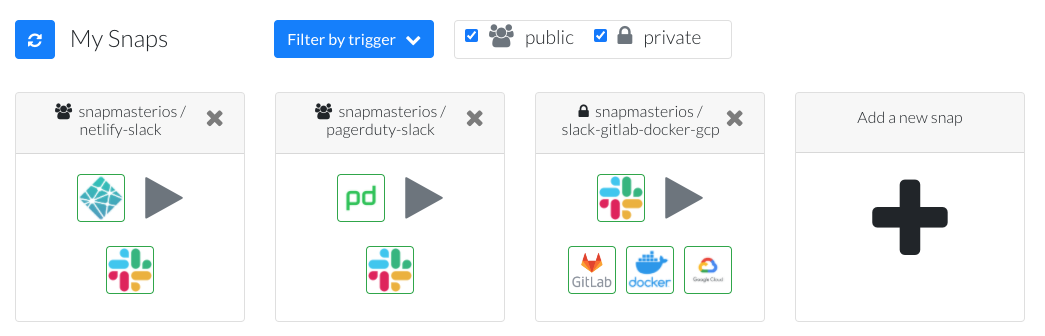 My Snaps
Filter by trigger
public
private
snapmasterios /
netlify-slack
snapmasterios /
pagerduty-slack
snapmasterios /
slack-gitlab-docker-gcp
Add a new snap
pd
GitLab
docker
Google Cloud